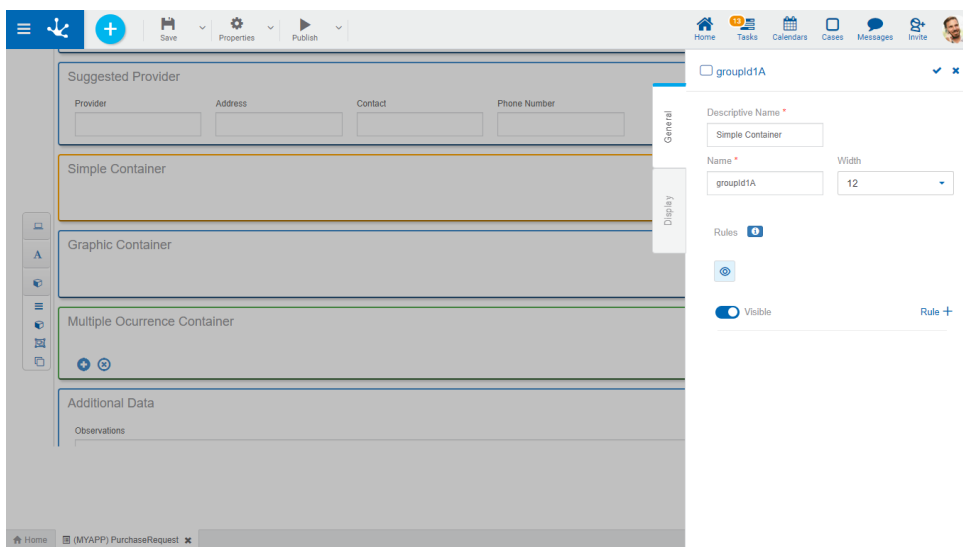 Save
Properties
Publish
Home
13
Tasks
Calendars
Cases
Messages
Invite
Suggested Provider
Provider
Address
Contact
Phone Number
Simple Container
Graphic Container
A
Multiple Ocurrence Container
Additional Data
Observations
General
Display
groupId1A
Descriptive Name *
Simple Container
Name *
Width
groupId1A
12
Rules
Visible
Rule +
Home
(MYAPP) PurchaseRequest